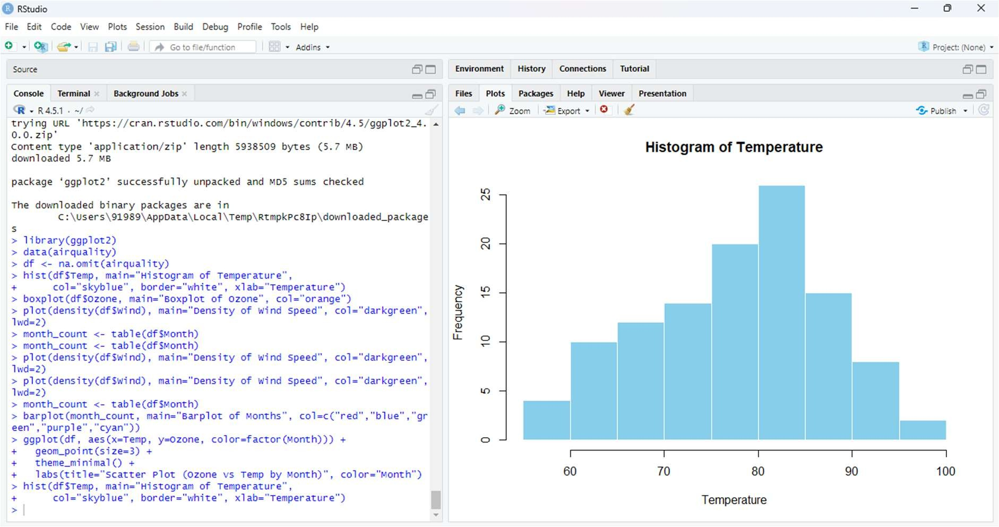 RStudio
File Edit Code View Plots Session Build Debug Profile Tools Help
Go to file/function Addins Project: (None)
Source
Console Terminal Background Jobs
R 4.5.1 · ~/
trying URL 'https://cran.rstudio.com/bin/windows/contrib/4.5/ggplot2_4.
0.0.zip'
Content type 'application/zip' length 5938509 bytes (5.7 MB)
downloaded 5.7 MB
package ‘ggplot2’ successfully unpacked and MD5 sums checked
The downloaded binary packages are in
C:\Users\91989\AppData\Local\Temp\RtmpkPc8Ip\downloaded_package
s
> library(ggplot2)
> data(airquality)
> df <- na.omit(airquality)
> hist(df$Temp, main="Histogram of Temperature",
+      col="skyblue", border="white", xlab="Temperature")
> boxplot(df$Ozone, main="Boxplot of Ozone", col="orange")
> plot(density(df$Wind), main="Density of Wind Speed", col="darkgreen",
lwd=2)
> month_count <- table(df$Month)
> month_count <- table(df$Month)
> plot(density(df$Wind), main="Density of Wind Speed", col="darkgreen",
lwd=2)
> plot(density(df$Wind), main="Density of Wind Speed", col="darkgreen",
lwd=2)
> month_count <- table(df$Month)
> barplot(month_count, main="Barplot of Months", col=c("red","blue","gr
een","purple","cyan"))
> ggplot(df, aes(x=Temp, y=Ozone, color=factor(Month))) +
+   geom_point(size=3) +
+   theme_minimal() +
+   labs(title="Scatter Plot (Ozone vs Temp by Month)", color="Month")
> hist(df$Temp, main="Histogram of Temperature",
+      col="skyblue", border="white", xlab="Temperature")
>
Environment History Connections Tutorial
Files Plots Packages Help Viewer Presentation
Zoom Export Publish
Histogram of Temperature
Frequency
25
20
15
10
5
0
60 70 80 90 100
Temperature